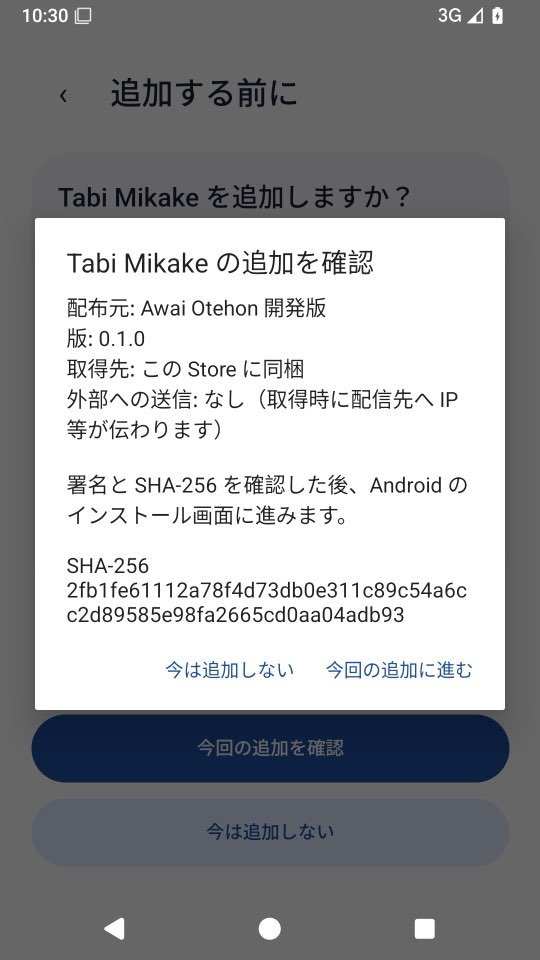 10:30
3G
‹ 追加する前に
Tabi Mikake を追加しますか？
Tabi Mikake の追加を確認
配布元: Awai Otehon 開発版
版: 0.1.0
取得先: この Store に同梱
外部への送信: なし（取得時に配信先へ IP
等が伝わります）
署名と SHA-256 を確認した後、Android の
インストール画面に進みます。
SHA-256
2fb1fe61112a78f4d73db0e311c89c54a6c
c2d89585e98fa2665cd0aa04adb93
今は追加しない
今回の追加に進む
今回の追加を確認
今は追加しない